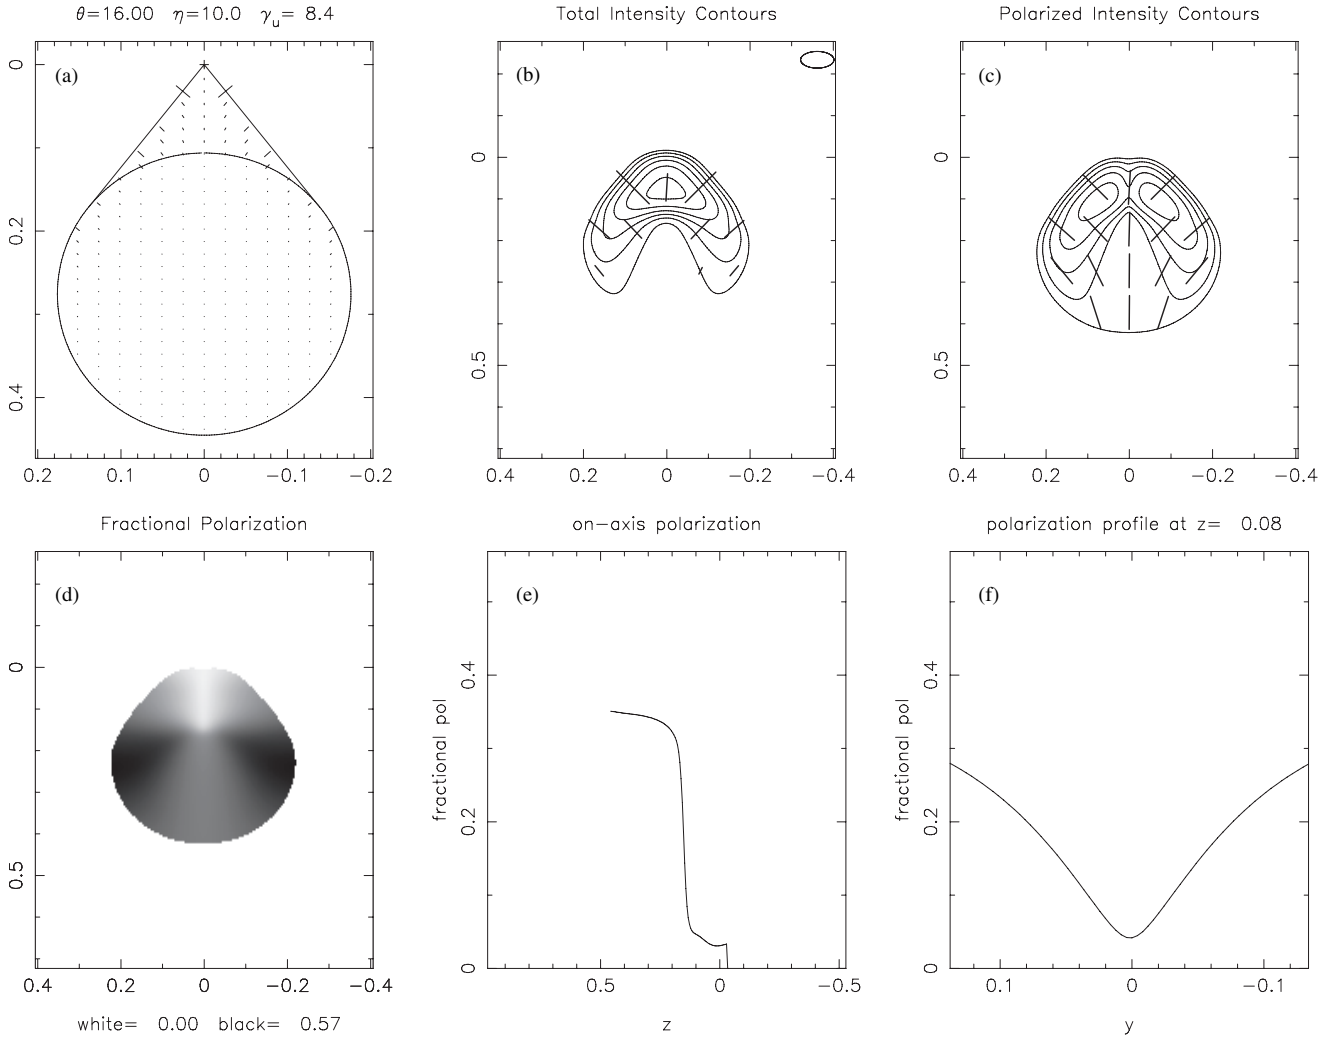 θ=16.00 η=10.0 γu= 8.4
Total Intensity Contours
Polarized Intensity Contours
(a)
(b)
(c)
0
0.2
0.4
0.2 0.1 0 −0.1 −0.2
0
0.5
0.4 0.2 0 −0.2 −0.4
0
0.5
0.4 0.2 0 −0.2 −0.4
Fractional Polarization
on−axis polarization
polarization profile at z= 0.08
(d)
(e)
(f)
0
0.5
0.4 0.2 0 −0.2 −0.4
white= 0.00 black= 0.57
fractional pol
0 0.2 0.4
0.5 0 −0.5
z
fractional pol
0 0.2 0.4
0.1 0 −0.1
y